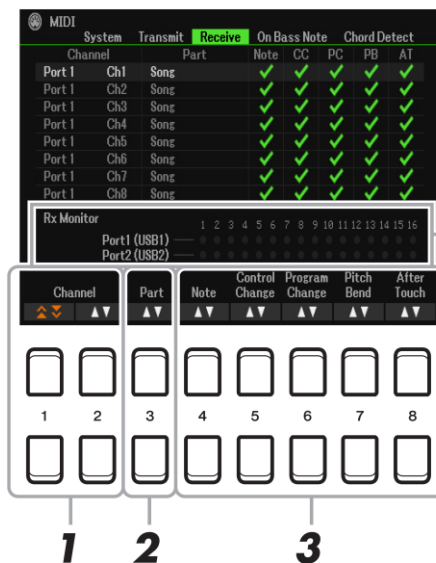 MIDI
System Transmit Receive On Bass Note Chord Detect
Channel Part Note CC PC PB AT
Port 1 Ch1 Song
Port 1 Ch2 Song
Port 1 Ch3 Song
Port 1 Ch4 Song
Port 1 Ch5 Song
Port 1 Ch6 Song
Port 1 Ch7 Song
Port 1 Ch8 Song
Rx Monitor 1 2 3 4 5 6 7 8 9 10 11 12 13 14 15 16
Port1 (USB1)
Port2 (USB2)
Channel Part Note Control Change Program Change Pitch Bend After Touch
1 2 3 4 5 6 7 8
1 2 3